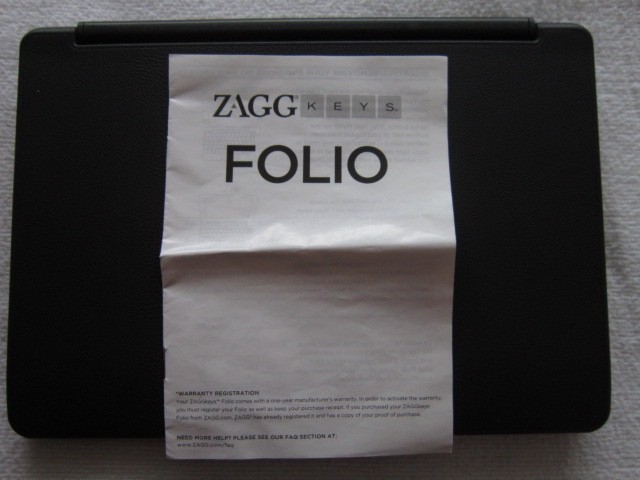 ZAGG® KEYS™
FOLIO
*WARRANTY REGISTRATION
Your ZAGGkeys™ Folio comes with a one-year manufacturer's warranty. In order to activate the warranty,
you must register your Folio as well as keep your purchase receipt. If you purchased your ZAGGkeys
Folio from ZAGG.com, ZAGG® has already registered it and has a copy of your proof of purchase.
NEED MORE HELP? PLEASE SEE OUR FAQ SECTION AT:
www.ZAGG.com/faq